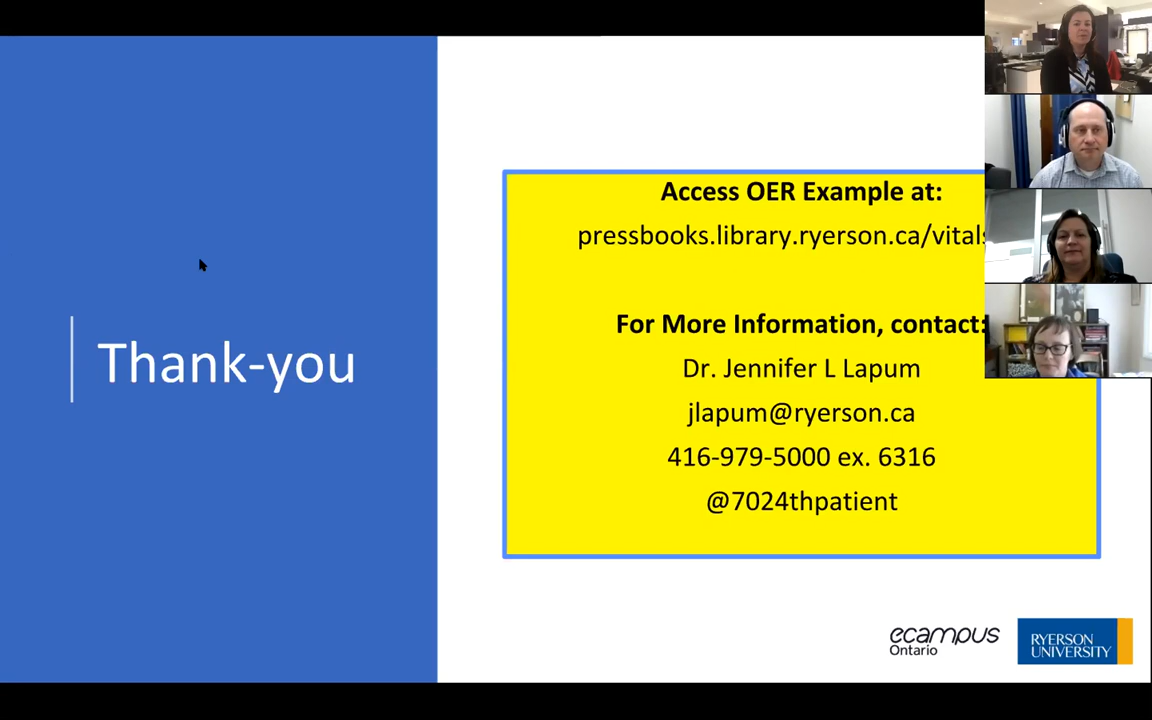 Thank-you
Access OER Example at:
pressbooks.library.ryerson.ca/vitals
For More Information, contact:
Dr. Jennifer L Lapum
jlapum@ryerson.ca
416-979-5000 ex. 6316
@7024thpatient
ecampus
Ontario
RYERSON
UNIVERSITY